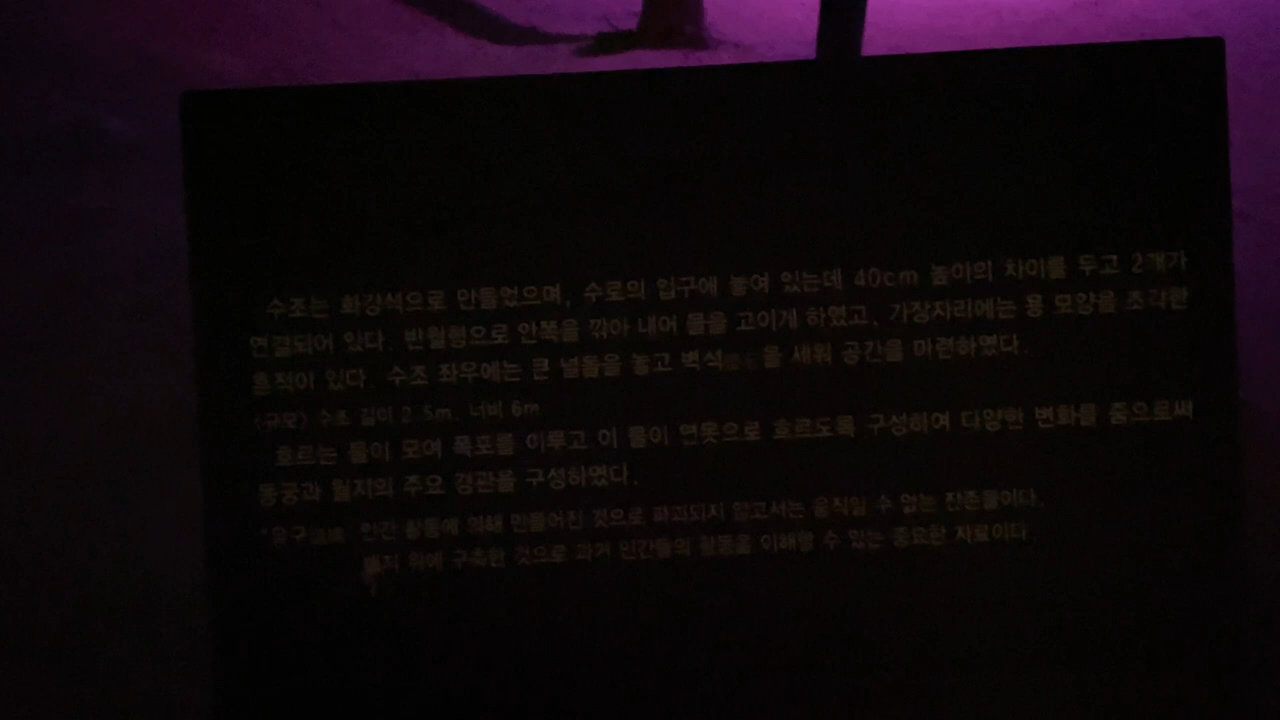 수조는 화강석으로 만들었으며, 수로의 입구에 놓여 있는데 40cm 높이의 차이를 두고 2개가
연결되어 있다. 반월형으로 안쪽을 깎아 내어 물을 고이게 하였고, 가장자리에는 용 모양을 조각한
흔적이 있다. 수조 좌우에는 큰 널돌을 놓고 벽석 을 세워 공간을 마련하였다.
(규모) 수조 길이 2.5m, 너비 6m
흐르는 물이 모여 폭포를 이루고 이 물이 연못으로 흐르도록 구성하여 다양한 변화를 줌으로써
동궁과 월지의 주요 경관을 구성하였다.
*유구 인간 활동에 의해 만들어진 것으로 파괴되지 않고서는 움직일 수 없는 잔존물이다.
구축한 것으로 과거 인간들의 활동을 이해할 수 있는 중요한 자료이다.